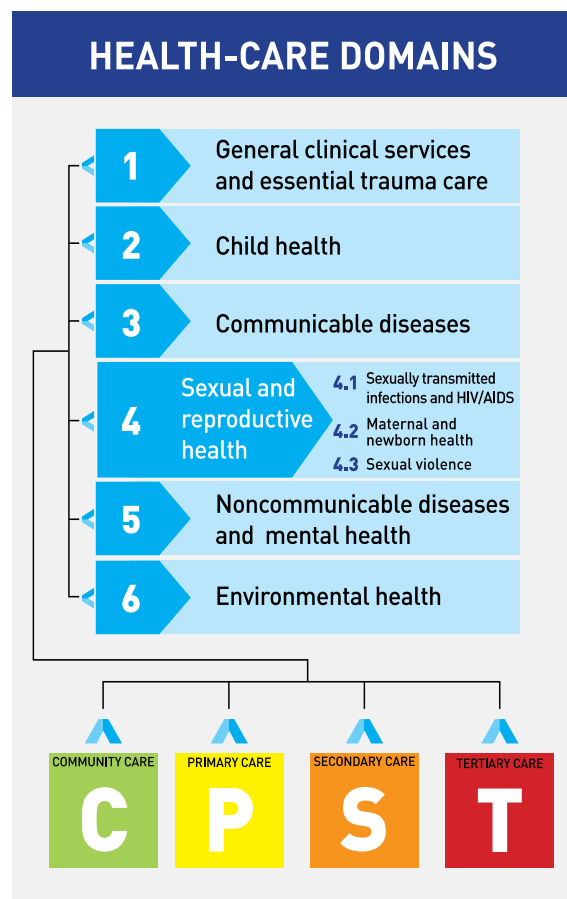 HEALTH-CARE DOMAINS
1
General clinical services
and essential trauma care
2
Child health
3
Communicable diseases
4
Sexual and
reproductive
health
4.1 Sexually transmitted
infections and HIV/AIDS
4.2 Maternal and
newborn health
4.3 Sexual violence
5
Noncommunicable diseases
and mental health
6
Environmental health
COMMUNITY CARE
C
PRIMARY CARE
P
SECONDARY CARE
S
TERTIARY CARE
T